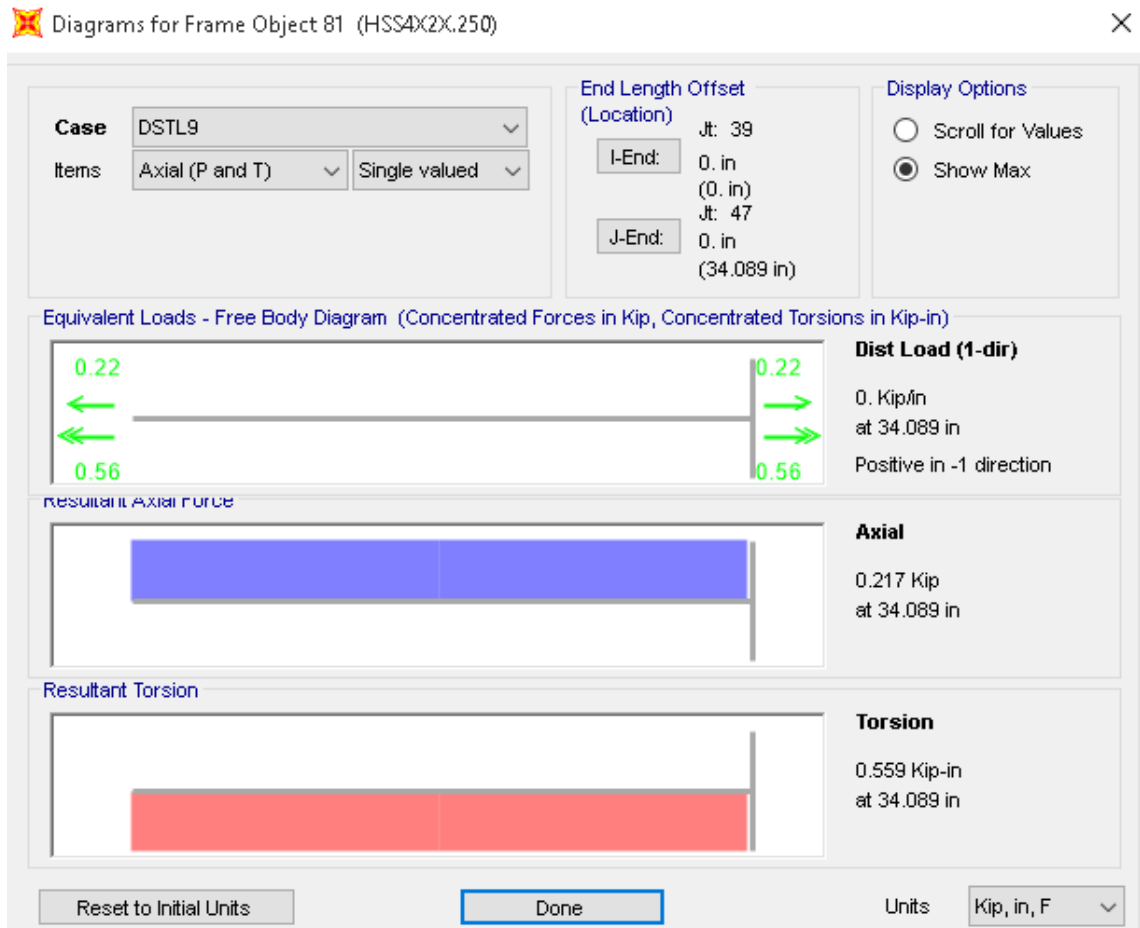 Diagrams for Frame Object 81 (HSS4X2X.250)
Case DSTL9
Items Axial (P and T) Single valued
End Length Offset
(Location)
Jt: 39
I-End: 0. in
(0. in)
Jt: 47
J-End: 0. in
(34.089 in)
Display Options
Scroll for Values
Show Max
Equivalent Loads - Free Body Diagram (Concentrated Forces in Kip, Concentrated Torsions in Kip-in)
0.22 0.22
0.56 0.56
Dist Load (1-dir)
0. Kip/in
at 34.089 in
Positive in -1 direction
Resultant Axial Force
Axial
0.217 Kip
at 34.089 in
Resultant Torsion
Torsion
0.559 Kip-in
at 34.089 in
Reset to Initial Units Done Units Kip, in, F